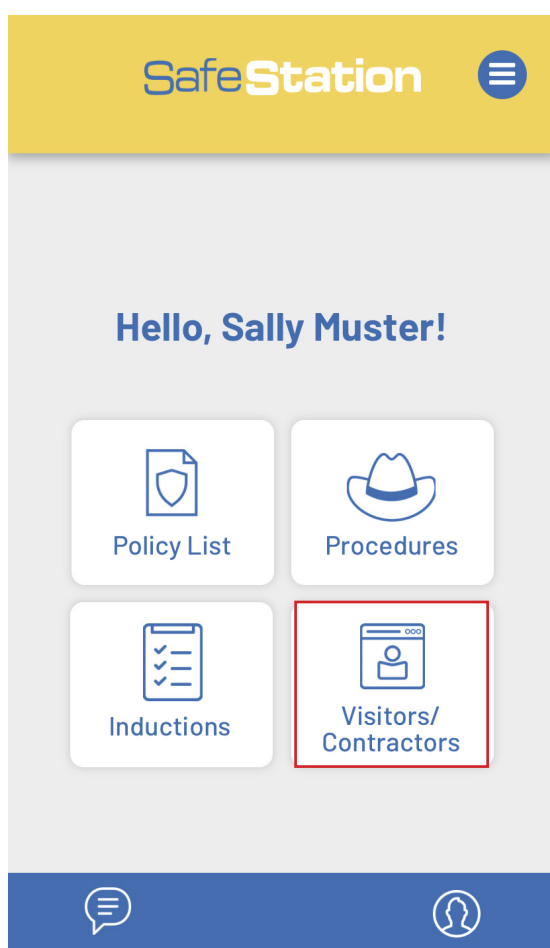 SafeStation
Hello, Sally Muster!
Policy List
Procedures
Inductions
Visitors/
Contractors